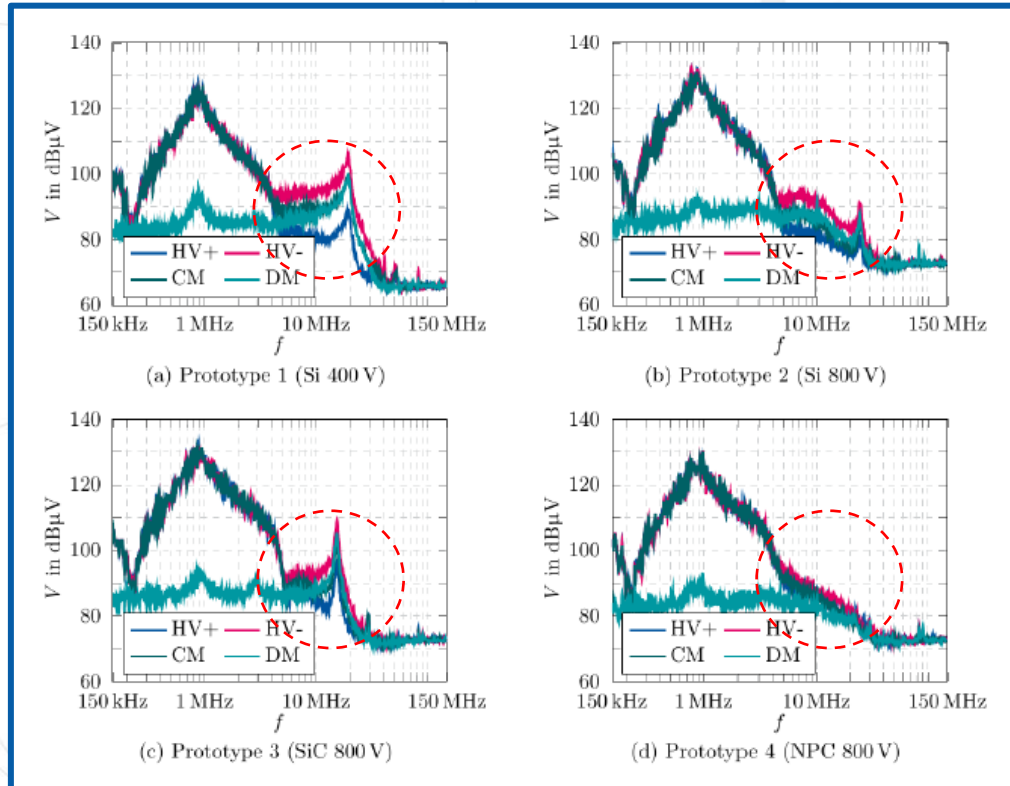 140
120
100
80
60
V in dBµV
HV+ HV-
CM DM
150 kHz 1 MHz 10 MHz 150 MHz
f
(a) Prototype 1 (Si 400 V)
140
120
100
80
60
V in dBµV
HV+ HV-
CM DM
150 kHz 1 MHz 10 MHz 150 MHz
f
(b) Prototype 2 (Si 800 V)
140
120
100
80
60
V in dBµV
HV+ HV-
CM DM
150 kHz 1 MHz 10 MHz 150 MHz
f
(c) Prototype 3 (SiC 800 V)
140
120
100
80
60
V in dBµV
HV+ HV-
CM DM
150 kHz 1 MHz 10 MHz 150 MHz
f
(d) Prototype 4 (NPC 800 V)